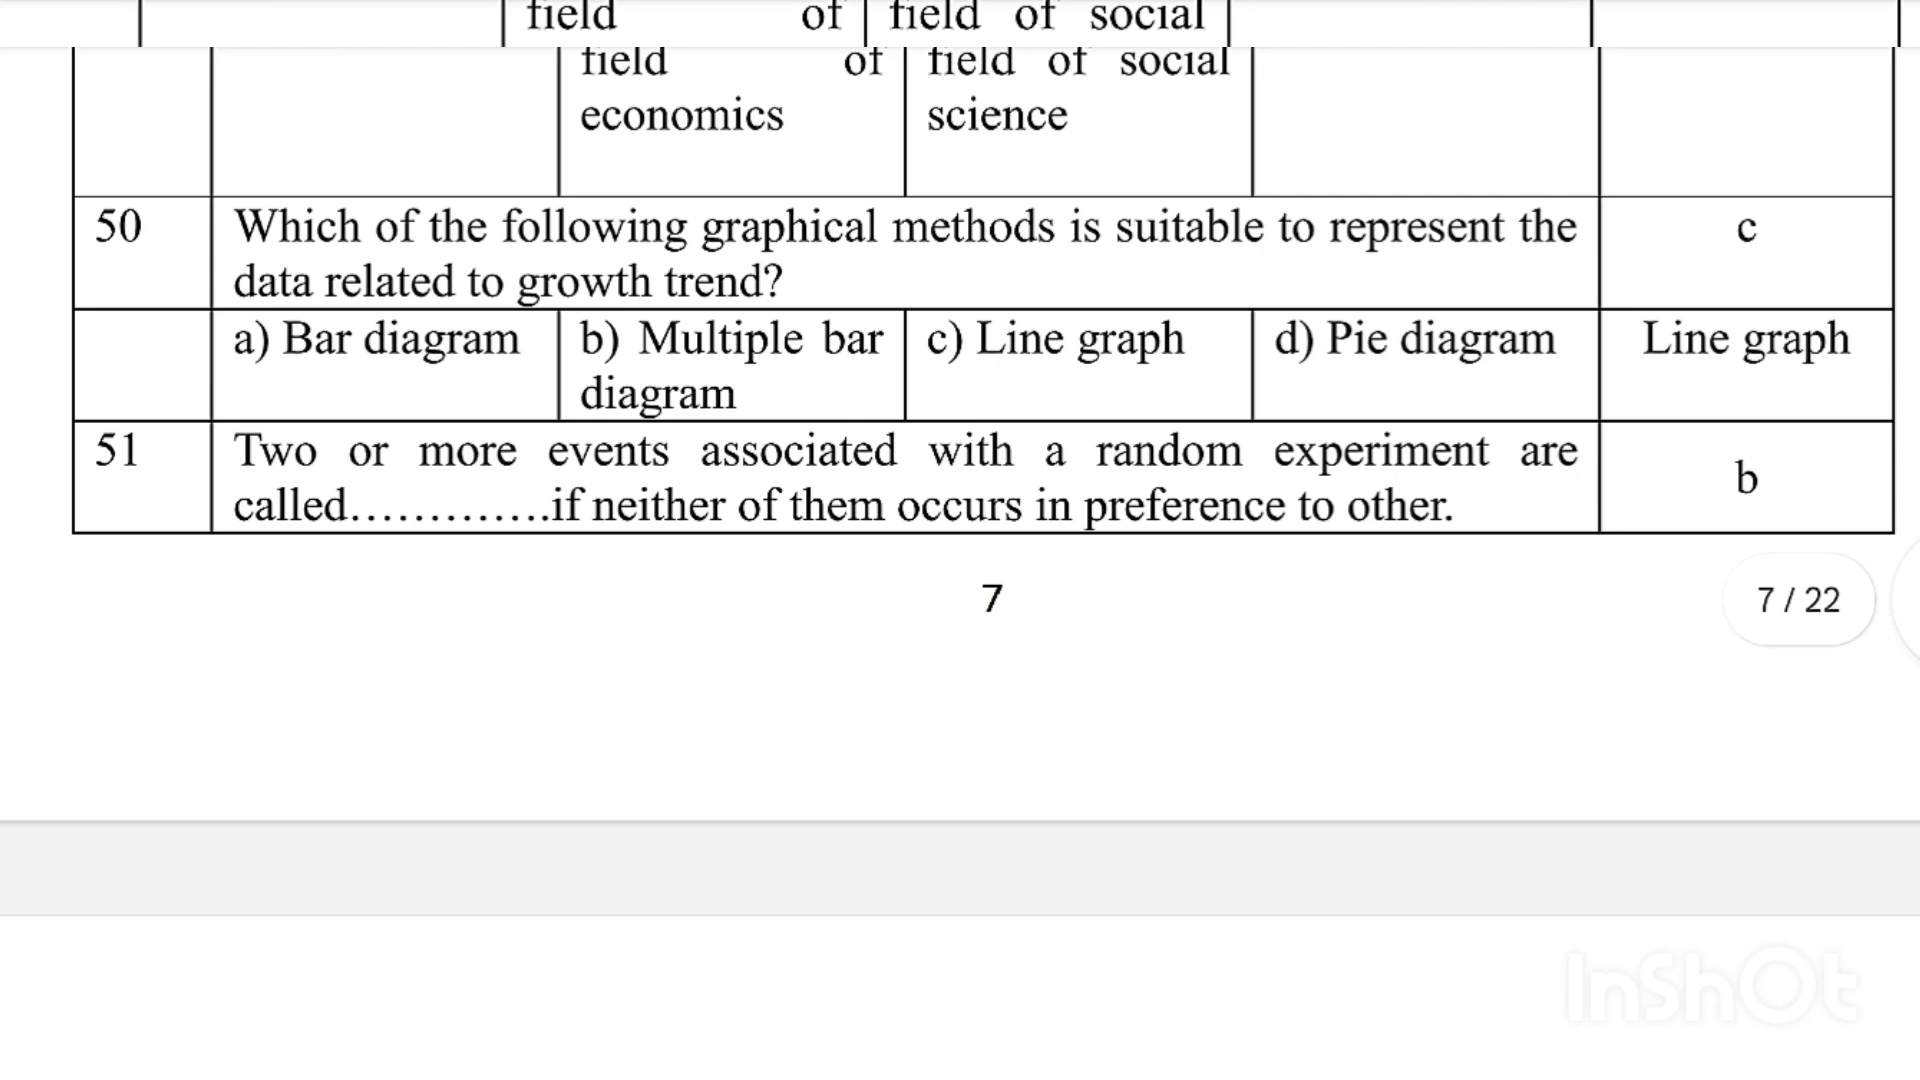 field of field of social
field of field of social
economics science
50 Which of the following graphical methods is suitable to represent the c
data related to growth trend?
a) Bar diagram b) Multiple bar c) Line graph d) Pie diagram Line graph
diagram
51 Two or more events associated with a random experiment are b
called.............if neither of them occurs in preference to other.
7
7 / 22
InShOt